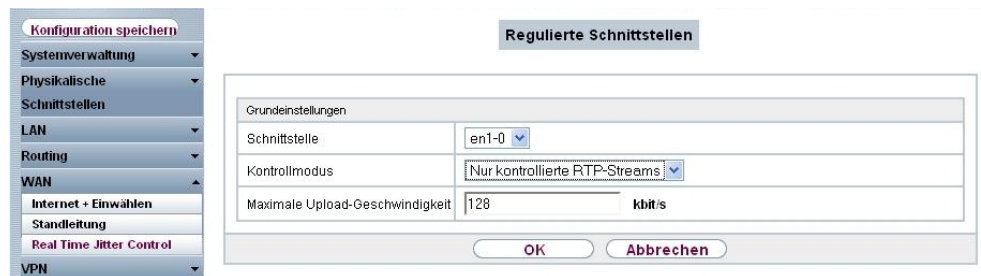 Konfiguration speichern
Systemverwaltung
Physikalische
Schnittstellen
LAN
Routing
WAN
Internet + Einwählen
Standleitung
Real Time Jitter Control
VPN
Regulierte Schnittstellen
Grundeinstellungen
Schnittstelle en1-0
Kontrollmodus Nur kontrollierte RTP-Streams
Maximale Upload-Geschwindigkeit 128 kbit/s
OK Abbrechen